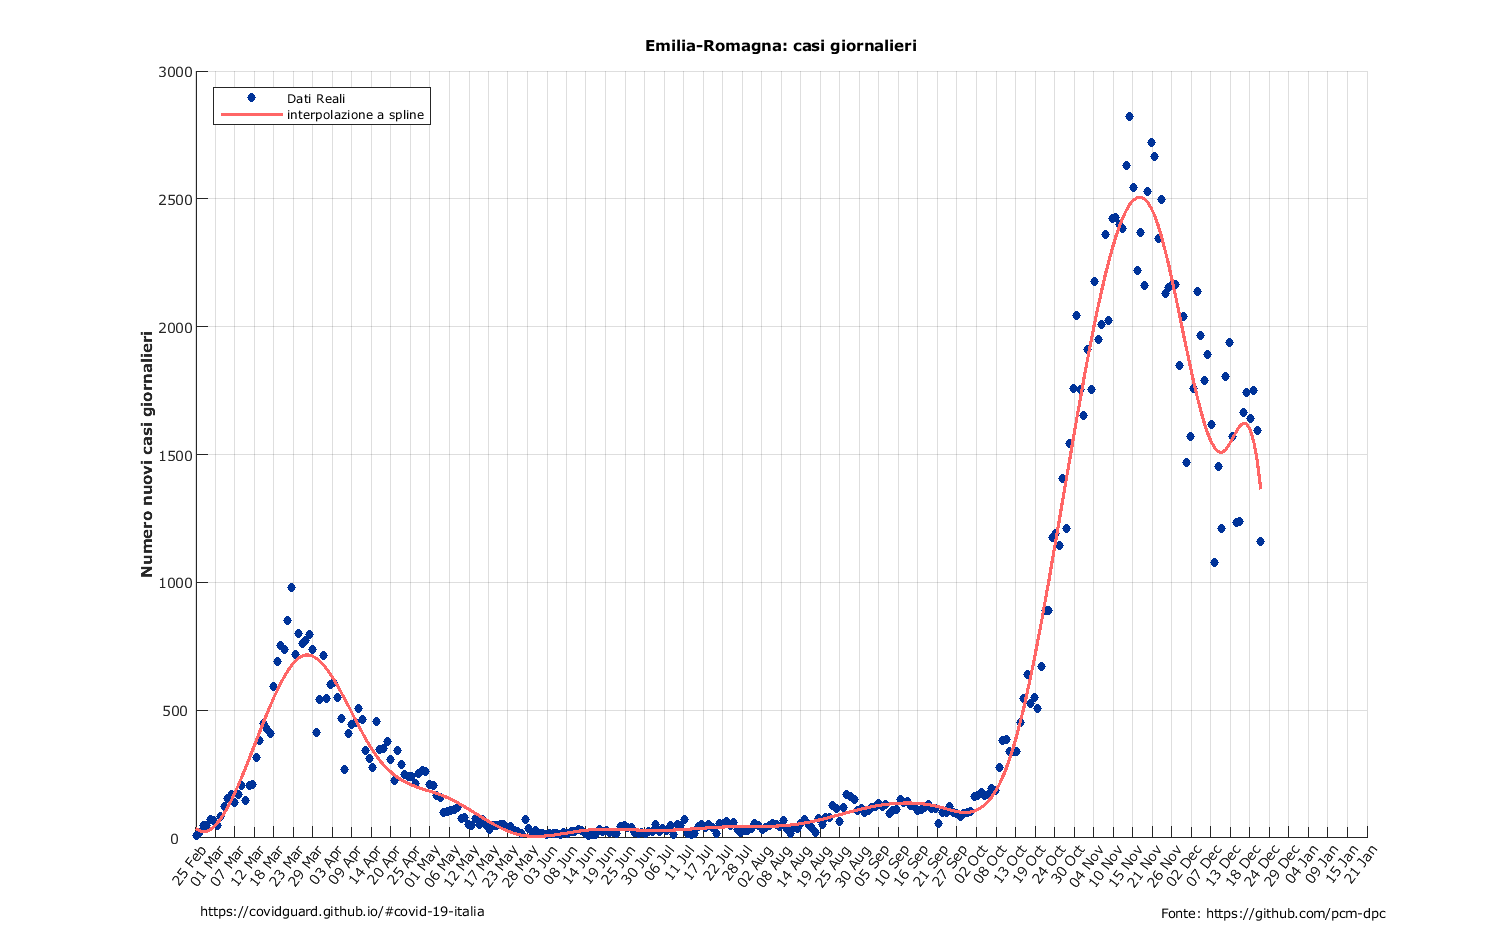 Emilia-Romagna: casi giornalieri
Dati Reali
interpolazione a spline
Numero nuovi casi giornalieri
3000
2500
2000
1500
1000
500
0
25 Feb
01 Mar
07 Mar
12 Mar
18 Mar
23 Mar
29 Mar
03 Apr
09 Apr
14 Apr
20 Apr
25 Apr
01 May
06 May
12 May
17 May
23 May
28 May
03 Jun
08 Jun
14 Jun
19 Jun
25 Jun
30 Jun
06 Jul
11 Jul
17 Jul
22 Jul
28 Jul
02 Aug
08 Aug
14 Aug
19 Aug
25 Aug
30 Aug
05 Sep
10 Sep
16 Sep
21 Sep
27 Oct
02 Oct
08 Oct
13 Oct
19 Oct
24 Oct
30 Oct
04 Nov
10 Nov
15 Nov
21 Nov
26 Nov
02 Dec
07 Dec
13 Dec
18 Dec
24 Dec
29 Dec
04 Jan
09 Jan
15 Jan
21 Jan
https://covidguard.github.io/#covid-19-italia
Fonte: https://github.com/pcm-dpc